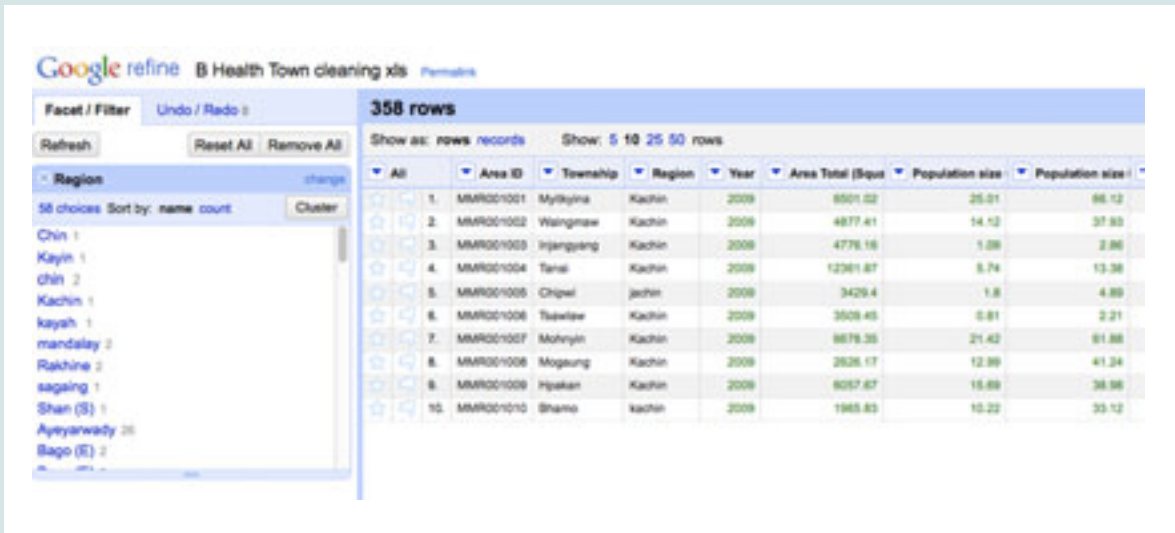 Google refine B Health Town cleaning xls Permalink
Facet / Filter Undo / Redo 0
358 rows
Refresh Reset All Remove All
Show as: rows records Show: 5 10 25 50 rows
Region change
58 choices Sort by: name count Cluster
All Area ID Township Region Year Area Total (Squa Population size Population size
Chin 1
Kayin 1
chin 2
Kachin 1
kayah 1
mandalay 2
Rakhine 2
sagaing 1
Shan (S) 1
Ayeyarwady 26
Bago (E) 2
1. MMR001001 Myitkyina Kachin 2009 6501.02 25.01 66.12
2. MMR001002 Waingmaw Kachin 2009 4877.41 14.12 37.93
3. MMR001003 Injangyang Kachin 2009 4776.16 1.09 2.86
4. MMR001004 Tanai Kachin 2009 12361.87 5.74 13.38
5. MMR001005 Chipwi jachin 2009 3429.4 1.8 4.89
6. MMR001006 Tsawlaw Kachin 2009 3509.45 0.81 2.21
7. MMR001007 Mohnyin Kachin 2009 21.42
8. MMR001008 Mogaung Kachin 2009 2626.17 12.99 41.24
9. MMR001009 Hpakan Kachin 2009 6057.67 15.69 38.98
10. MMR001010 Bhamo kachin 2009 1965.83 10.22 33.12